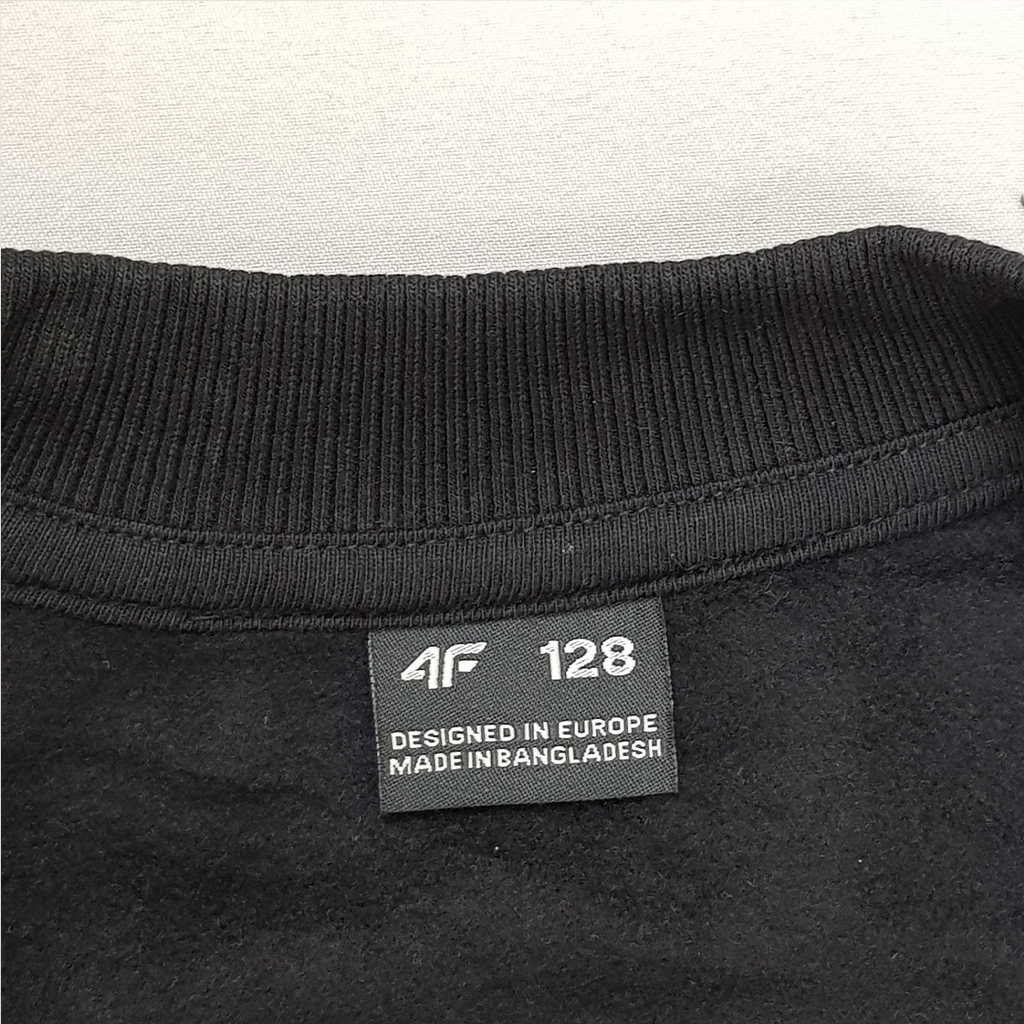 4F 128
DESIGNED IN EUROPE
MADE IN BANGLADESH